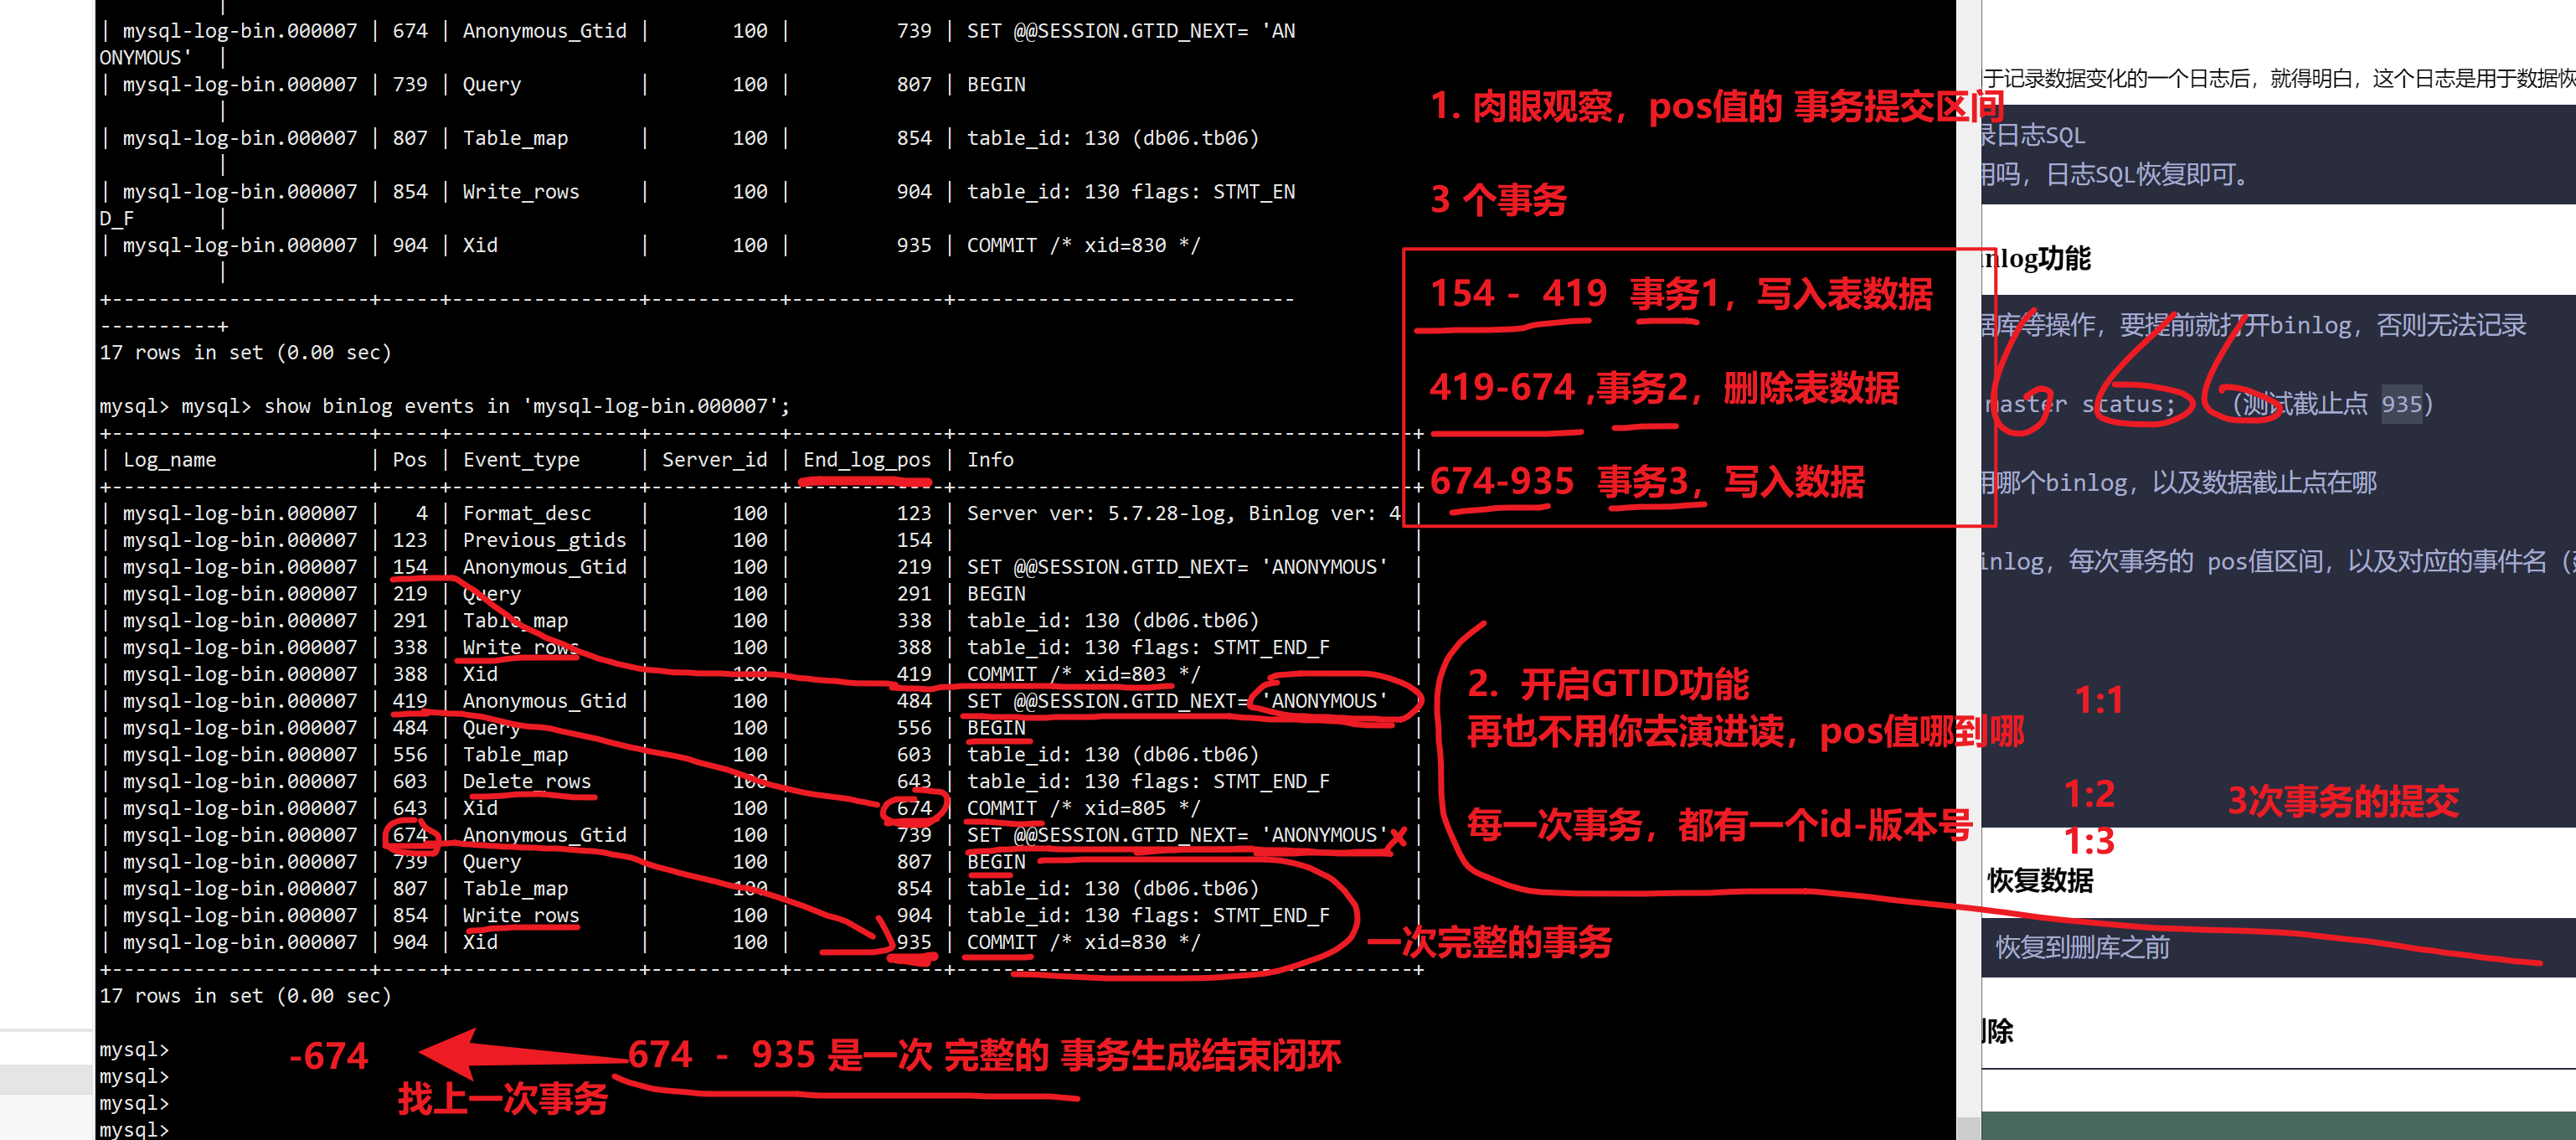 | mysql-log-bin.000007 | 674 | Anonymous_Gtid |         100 |         739 | SET @@SESSION.GTID_NEXT= 'AN
ONYMOUS'  |
| mysql-log-bin.000007 | 739 | Query          |         100 |         807 | BEGIN
          |
| mysql-log-bin.000007 | 807 | Table_map      |         100 |         854 | table_id: 130 (db06.tb06)
          |
| mysql-log-bin.000007 | 854 | Write_rows     |         100 |         904 | table_id: 130 flags: STMT_EN
D_F       |
| mysql-log-bin.000007 | 904 | Xid            |         100 |         935 | COMMIT /* xid=830 */
          |
+----------------------+-----+----------------+-----------+-------------+-----------------------------
----------+
17 rows in set (0.00 sec)
mysql> mysql> show binlog events in 'mysql-log-bin.000007';
+----------------------+-----+----------------+-----------+-------------+---------------------------------------+
| Log_name             | Pos | Event_type     | Server_id | End_log_pos | Info                                  |
+----------------------+-----+----------------+-----------+-------------+---------------------------------------+
| mysql-log-bin.000007 |   4 | Format_desc    |       100 |         123 | Server ver: 5.7.28-log, Binlog ver: 4 |
| mysql-log-bin.000007 | 123 | Previous_gtids |       100 |         154 |                                       |
| mysql-log-bin.000007 | 154 | Anonymous_Gtid |       100 |         219 | SET @@SESSION.GTID_NEXT= 'ANONYMOUS'  |
| mysql-log-bin.000007 | 219 | Query          |       100 |         291 | BEGIN                                 |
| mysql-log-bin.000007 | 291 | Table_map      |       100 |         338 | table_id: 130 (db06.tb06)             |
| mysql-log-bin.000007 | 338 | Write_rows     |       100 |         388 | table_id: 130 flags: STMT_END_F       |
| mysql-log-bin.000007 | 388 | Xid            |       100 |         419 | COMMIT /* xid=803 */                  |
| mysql-log-bin.000007 | 419 | Anonymous_Gtid |       100 |         484 | SET @@SESSION.GTID_NEXT= 'ANONYMOUS'  |
| mysql-log-bin.000007 | 484 | Query          |       100 |         556 | BEGIN                                 |
| mysql-log-bin.000007 | 556 | Table_map      |       100 |         603 | table_id: 130 (db06.tb06)             |
| mysql-log-bin.000007 | 603 | Delete_rows    |       100 |         643 | table_id: 130 flags: STMT_END_F       |
| mysql-log-bin.000007 | 643 | Xid            |       100 |         674 | COMMIT /* xid=805 */                  |
| mysql-log-bin.000007 | 674 | Anonymous_Gtid |       100 |         739 | SET @@SESSION.GTID_NEXT= 'ANONYMOUS'  |
| mysql-log-bin.000007 | 739 | Query          |       100 |         807 | BEGIN                                 |
| mysql-log-bin.000007 | 807 | Table_map      |       100 |         854 | table_id: 130 (db06.tb06)             |
| mysql-log-bin.000007 | 854 | Write_rows     |       100 |         904 | table_id: 130 flags: STMT_END_F       |
| mysql-log-bin.000007 | 904 | Xid            |       100 |         935 | COMMIT /* xid=830 */                  |
+----------------------+-----+----------------+-----------+-------------+---------------------------------------+
17 rows in set (0.00 sec)
mysql>
mysql>
mysql>
mysql>
1. 肉眼观察，pos值的 事务提交区间
3 个事务
154 - 419 事务1，写入表数据
419-674 ,事务2，删除表数据
674-935 事务3，写入数据
2. 开启GTID功能
再也不用你去演进读，pos值哪到哪
每一次事务，都有一个id-版本号
一次完整的事务
-674
674 - 935 是一次 完整的 事务生成结束闭环
找上一次事务
于记录数据变化的一个日志后，就得明白，这个日志是用于数据恢
录日志SQL
用吗，日志SQL恢复即可。
inlog功能
据库等操作，要提前就打开binlog，否则无法记录
666
master status;   （测试截止点 935）
用哪个binlog，以及数据截止点在哪
inlog，每次事务的 pos值区间，以及对应的事件名（
1:1
1:2
3次事务的提交
1:3
恢复数据
恢复到删库之前
删除